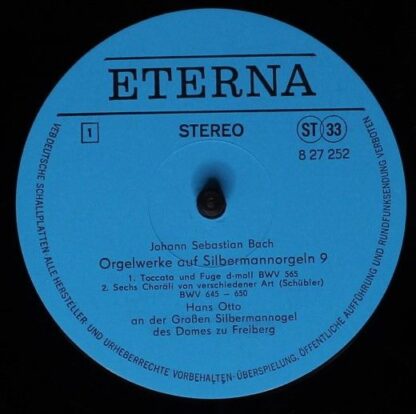 ETERNA
1
STEREO
ST 33
8 27 252
Johann Sebastian Bach
Orgelwerke auf Silbermannorgeln 9
1. Toccata und Fuge d-moll BWV 565
2. Sechs Choräle von verschiedener Art (Schübler)
BWV 645 - 650
Hans Otto
an der Großen Silbermannogel
des Domes zu Freiberg
VEB DEUTSCHE SCHALLPLATTEN ALLE HERSTELLER- UND URHEBERRECHTE VORBEHALTEN-ÜBERSPIELUNG, ÖFFENTLICHE AUFFÜHRUNG UND RUNDFUNKSENDUNG VERBOTEN